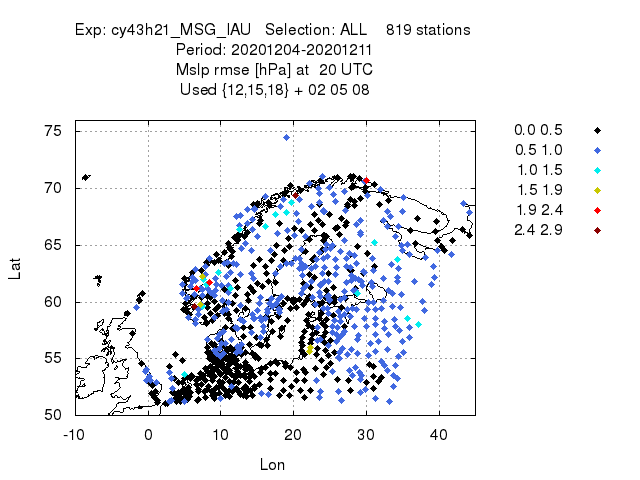 Exp: cy43h21_MSG_IAU   Selection: ALL    819 stations
Period: 20201204-20201211
Mslp rmse [hPa] at  20 UTC
Used {12,15,18} + 02 05 08
0.0 0.5
0.5 1.0
1.0 1.5
1.5 1.9
1.9 2.4
2.4 2.9
75
70
65
60
55
50
Lat
-10 0 10 20 30 40
Lon